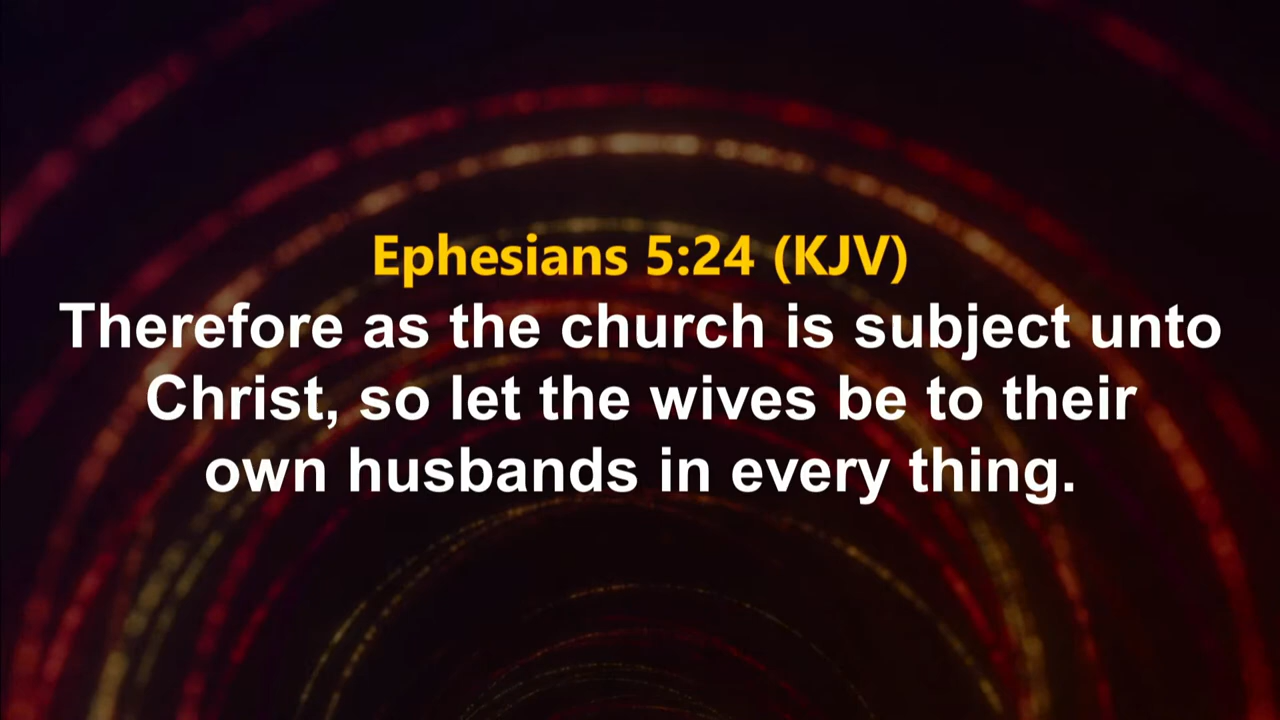 Ephesians 5:24 (KJV)
Therefore as the church is subject unto
Christ, so let the wives be to their
own husbands in every thing.